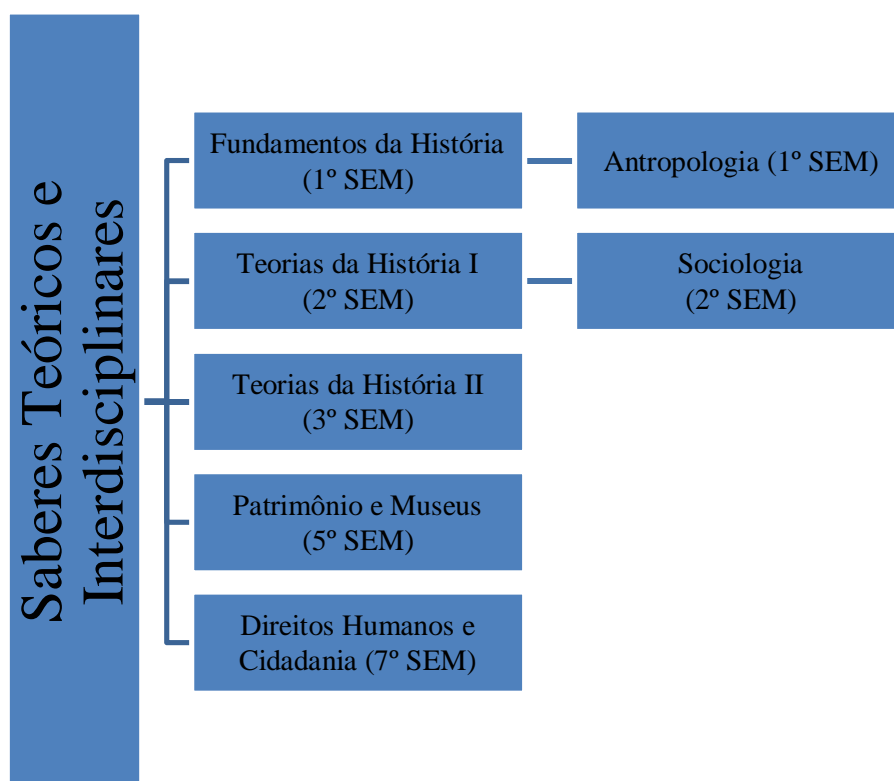 Saberes Teóricos e
Interdisciplinares
Fundamentos da História
(1º SEM)
Antropologia (1º SEM)
Teorias da História I
(2º SEM)
Sociologia
(2º SEM)
Teorias da História II
(3º SEM)
Patrimônio e Museus
(5º SEM)
Direitos Humanos e
Cidadania (7º SEM)